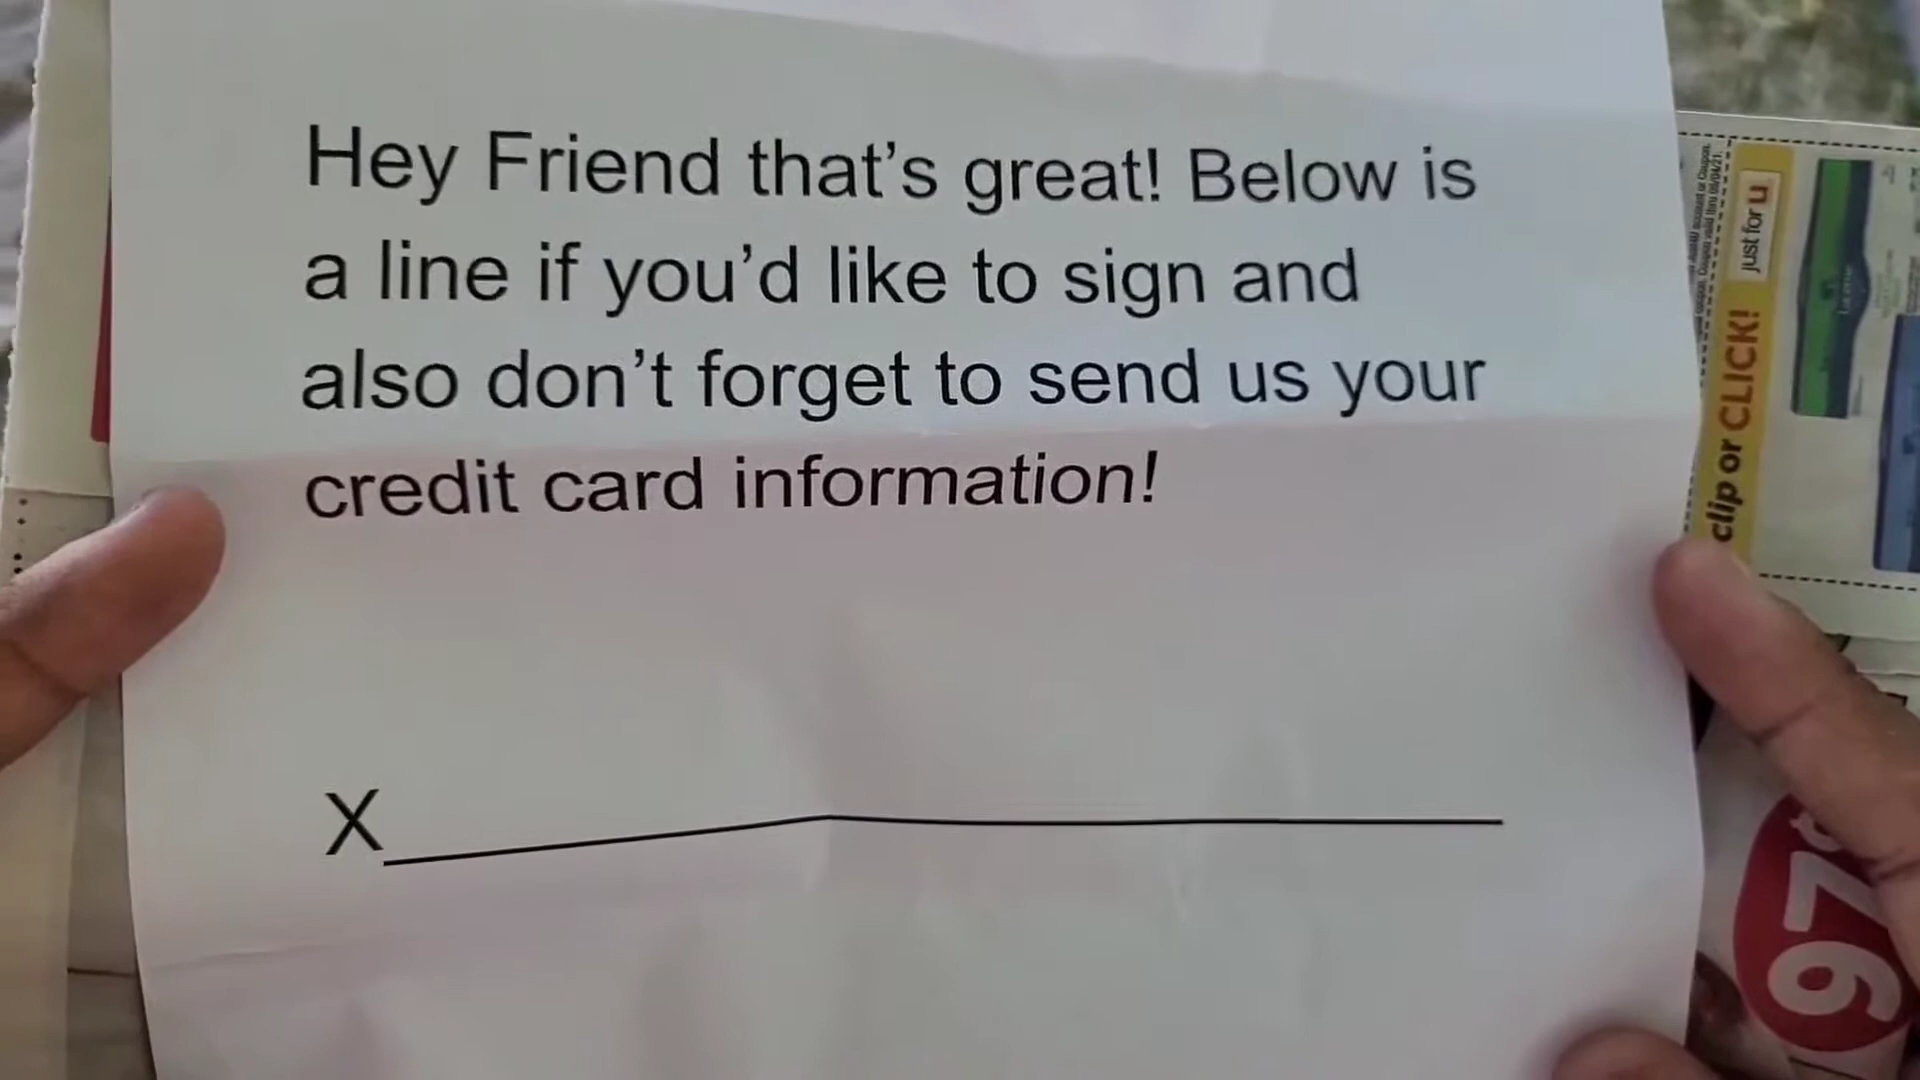 Hey Friend that's great! Below is
a line if you'd like to sign and
also don't forget to send us your
credit card information!
X
clip or CLICK!
just for u
97